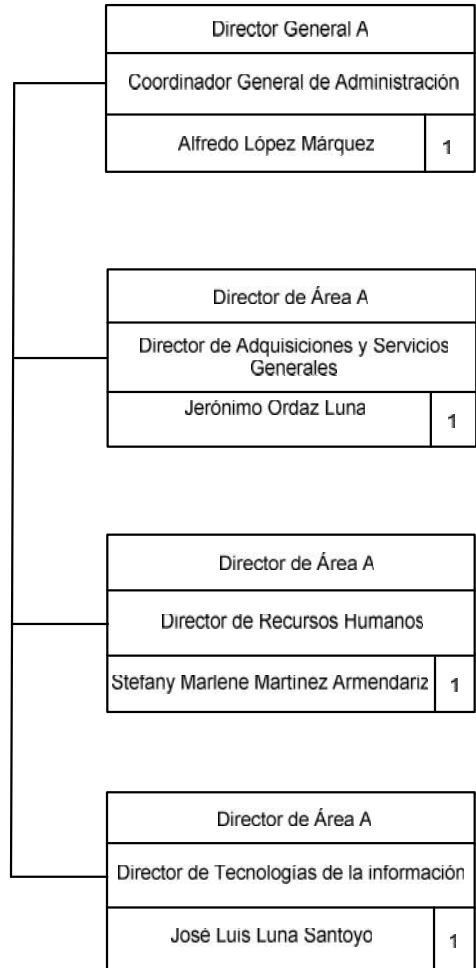 Director General A
Coordinador General de Administración
Alfredo López Márquez 1
Director de Área A
Director de Adquisiciones y Servicios
Generales
Jerónimo Ordaz Luna 1
Director de Área A
Director de Recursos Humanos
Stefany Marlene Martinez Armendariz 1
Director de Área A
Director de Tecnologías de la información
José Luis Luna Santoyo 1